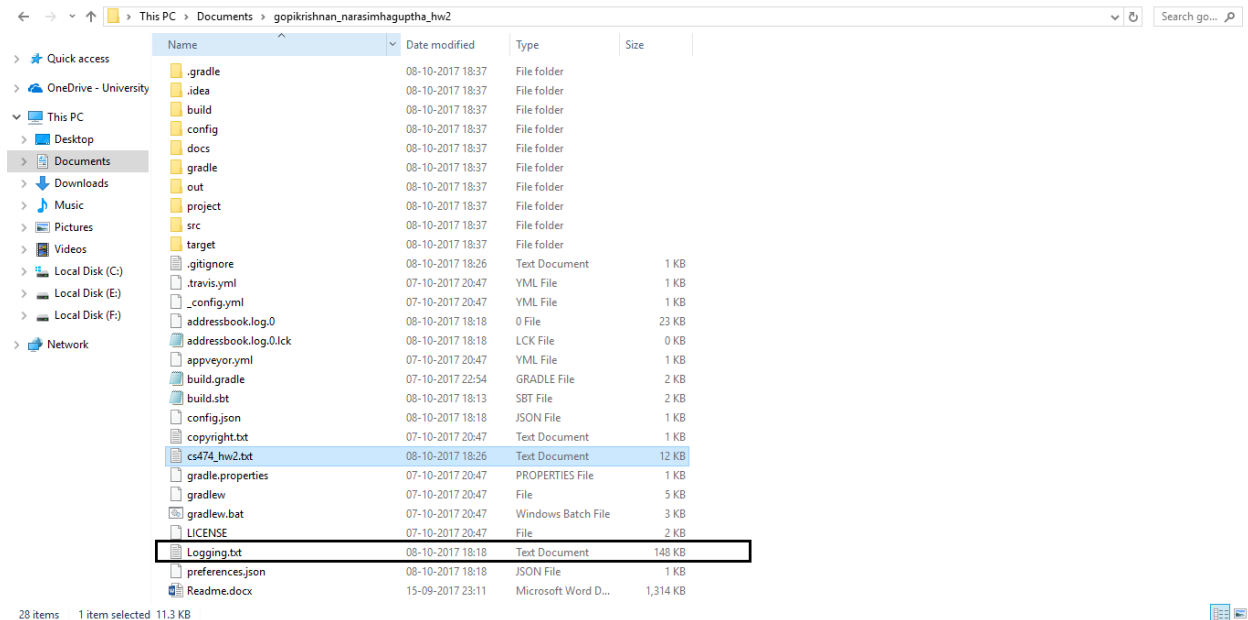 This PC > Documents > gopikrishnan_narasimhaguptha_hw2 Search go...
Name Date modified Type Size
Quick access
OneDrive - University
This PC
Desktop
Documents
Downloads
Music
Pictures
Videos
Local Disk (C:)
Local Disk (E:)
Local Disk (F:)
Network
.gradle 08-10-2017 18:37 File folder
.idea 08-10-2017 18:37 File folder
build 08-10-2017 18:37 File folder
config 08-10-2017 18:37 File folder
docs 08-10-2017 18:37 File folder
gradle 08-10-2017 18:37 File folder
out 08-10-2017 18:37 File folder
project 08-10-2017 18:37 File folder
src 08-10-2017 18:37 File folder
target 08-10-2017 18:37 File folder
.gitignore 08-10-2017 18:26 Text Document 1 KB
.travis.yml 07-10-2017 20:47 YML File 1 KB
_config.yml 07-10-2017 20:47 YML File 1 KB
addressbook.log.0 08-10-2017 18:18 0 File 23 KB
addressbook.log.0.lck 08-10-2017 18:18 LCK File 0 KB
appveyor.yml 07-10-2017 20:47 YML File 1 KB
build.gradle 07-10-2017 22:54 GRADLE File 2 KB
build.sbt 08-10-2017 18:13 SBT File 2 KB
config.json 08-10-2017 18:18 JSON File 1 KB
copyright.txt 07-10-2017 20:47 Text Document 1 KB
cs474_hw2.txt 08-10-2017 18:26 Text Document 12 KB
gradle.properties 07-10-2017 20:47 PROPERTIES File 1 KB
gradlew 07-10-2017 20:47 File 5 KB
gradlew.bat 07-10-2017 20:47 Windows Batch File 3 KB
LICENSE 07-10-2017 20:47 File 2 KB
Logging.txt 08-10-2017 18:18 Text Document 148 KB
preferences.json 08-10-2017 18:18 JSON File 1 KB
Readme.docx 15-09-2017 23:11 Microsoft Word D... 1,314 KB
28 items 1 item selected 11.3 KB